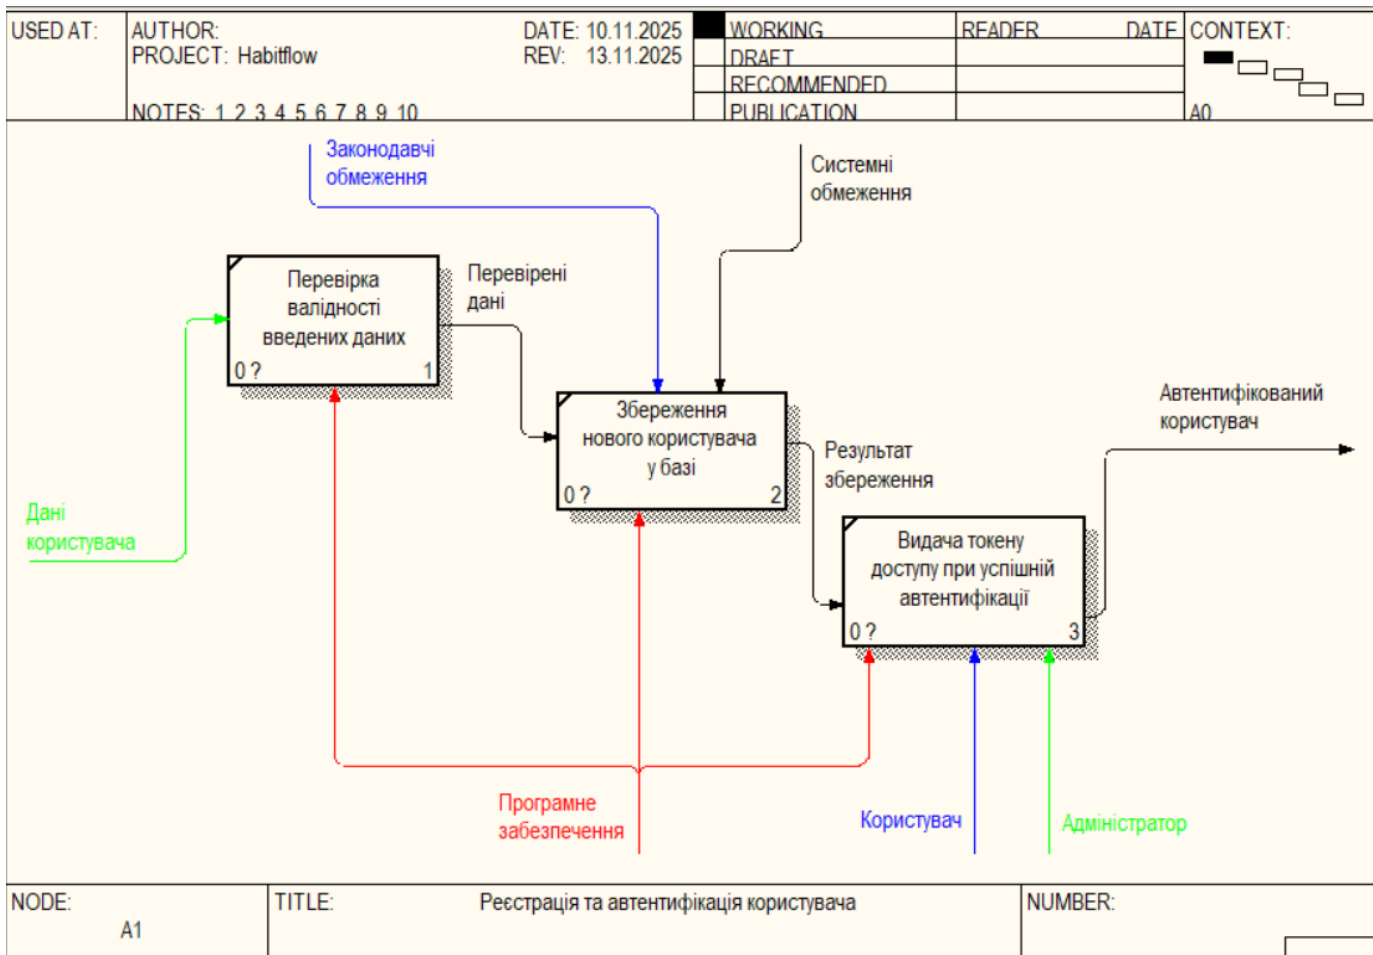 USED AT:
AUTHOR:
DATE: 10.11.2025
PROJECT: Habitflow
REV: 13.11.2025
NOTES: 1 2 3 4 5 6 7 8 9 10
WORKING
DRAFT
RECOMMENDED
PUBLICATION
READER
DATE
CONTEXT:
A0
Законодавчі
обмеження
Системні
обмеження
Перевірка
валідності
введених даних
0 ?
1
Перевірені
дані
Збереження
нового користувача
у базі
0 ?
2
Автентифікований
користувач
Результат
збереження
Дані
користувача
Видача токену
доступу при успішній
автентифікації
0 ?
3
Програмне
забезпечення
Користувач
Адміністратор
NODE:
A1
TITLE:
Реєстрація та автентифікація користувача
NUMBER: